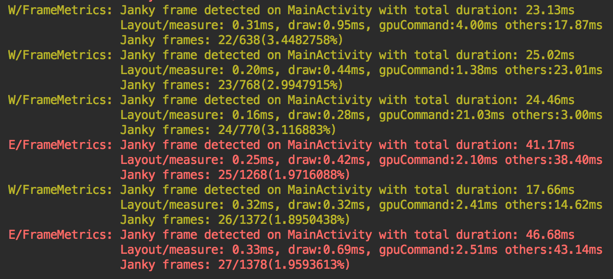 W/FrameMetrics: Janky frame detected on MainActivity with total duration: 23.13ms
Layout/measure: 0.31ms, draw:0.95ms, gpuCommand:4.00ms others:17.87ms
Janky frames: 22/638(3.4482758%)
W/FrameMetrics: Janky frame detected on MainActivity with total duration: 25.02ms
Layout/measure: 0.20ms, draw:0.44ms, gpuCommand:1.38ms others:23.01ms
Janky frames: 23/768(2.9947915%)
W/FrameMetrics: Janky frame detected on MainActivity with total duration: 24.46ms
Layout/measure: 0.16ms, draw:0.28ms, gpuCommand:21.03ms others:3.00ms
Janky frames: 24/770(3.116883%)
E/FrameMetrics: Janky frame detected on MainActivity with total duration: 41.17ms
Layout/measure: 0.25ms, draw:0.42ms, gpuCommand:2.10ms others:38.40ms
Janky frames: 25/1268(1.9716088%)
W/FrameMetrics: Janky frame detected on MainActivity with total duration: 17.66ms
Layout/measure: 0.32ms, draw:0.32ms, gpuCommand:2.41ms others:14.62ms
Janky frames: 26/1372(1.8950438%)
E/FrameMetrics: Janky frame detected on MainActivity with total duration: 46.68ms
Layout/measure: 0.33ms, draw:0.69ms, gpuCommand:2.51ms others:43.14ms
Janky frames: 27/1378(1.9593613%)